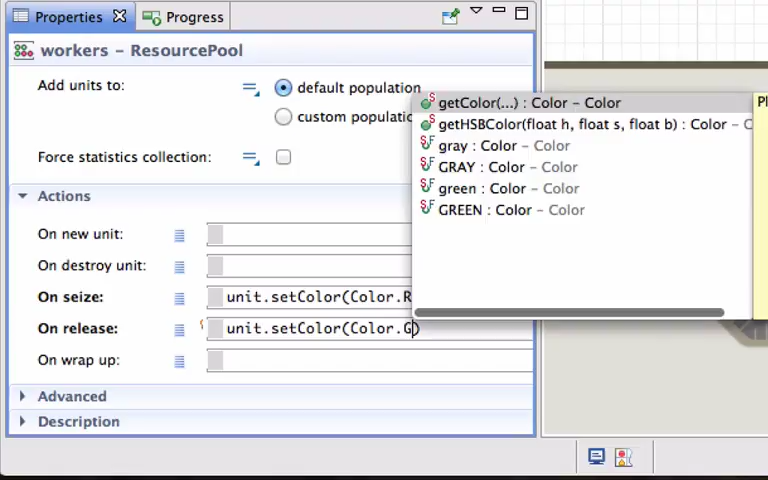 Properties Progress
workers – ResourcePool
Add units to: default population
custom populatio
Force statistics collection:
Actions
On new unit:
On destroy unit:
On seize: unit.setColor(Color.R
On release: unit.setColor(Color.G)
On wrap up:
Advanced
Description
getColor(...) : Color – Color
getHSBColor(float h, float s, float b) : Color – C
gray : Color – Color
GRAY : Color – Color
green : Color – Color
GREEN : Color – Color
Pl